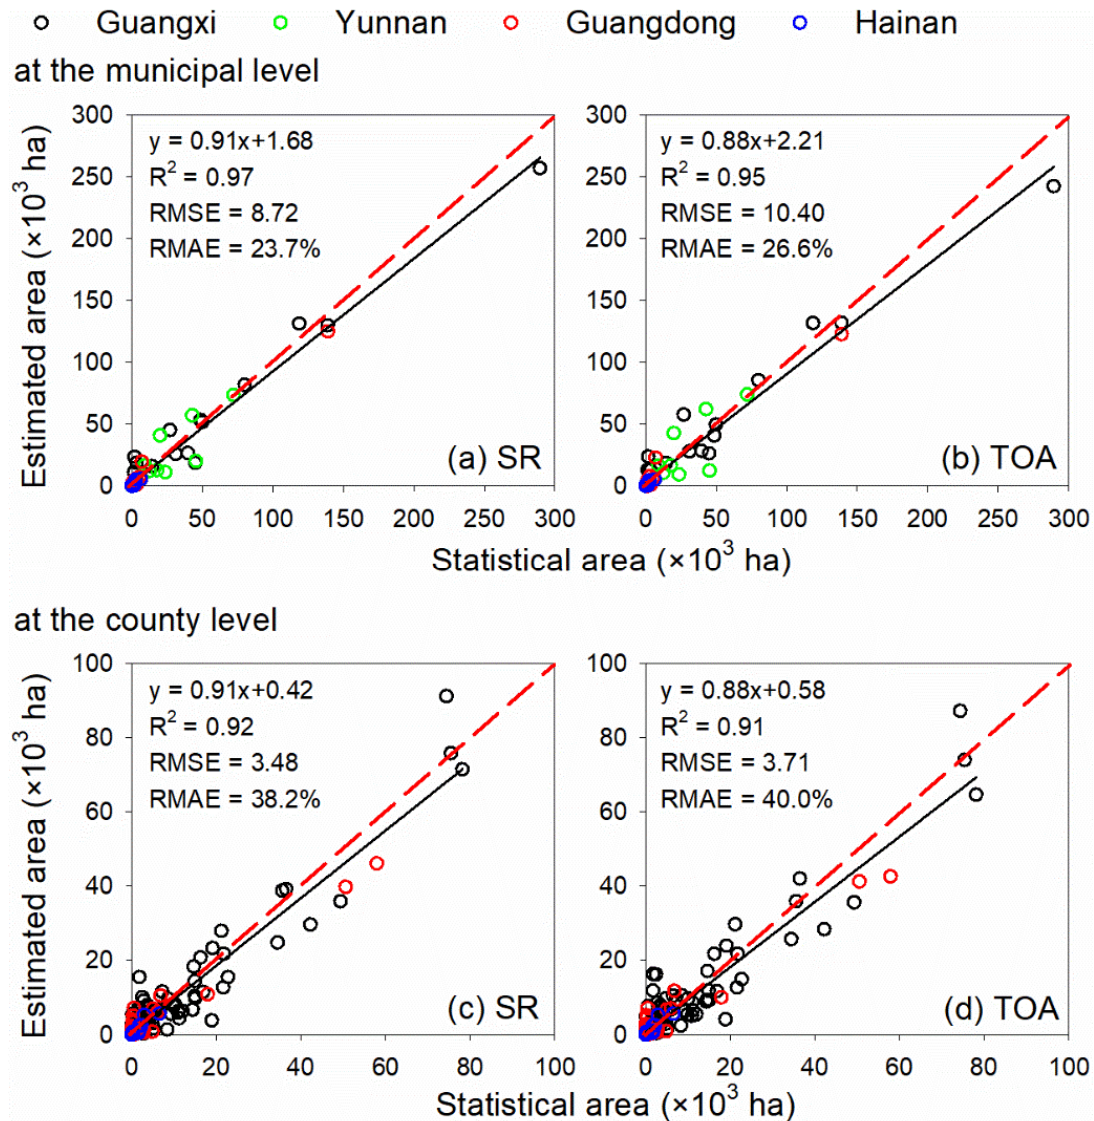 Guangxi Yunnan Guangdong Hainan
at the municipal level
Estimated area (×10³ ha)
300
250
200
150
100
50
0
y = 0.91x+1.68
R² = 0.97
RMSE = 8.72
RMAE = 23.7%
(a) SR
0 50 100 150 200 250 300
300
250
200
150
100
50
0
y = 0.88x+2.21
R² = 0.95
RMSE = 10.40
RMAE = 26.6%
(b) TOA
0 50 100 150 200 250 300
Statistical area (×10³ ha)
at the county level
Estimated area (×10³ ha)
100
80
60
40
20
0
y = 0.91x+0.42
R² = 0.92
RMSE = 3.48
RMAE = 38.2%
(c) SR
0 20 40 60 80 100
100
80
60
40
20
0
y = 0.88x+0.58
R² = 0.91
RMSE = 3.71
RMAE = 40.0%
(d) TOA
0 20 40 60 80 100
Statistical area (×10³ ha)